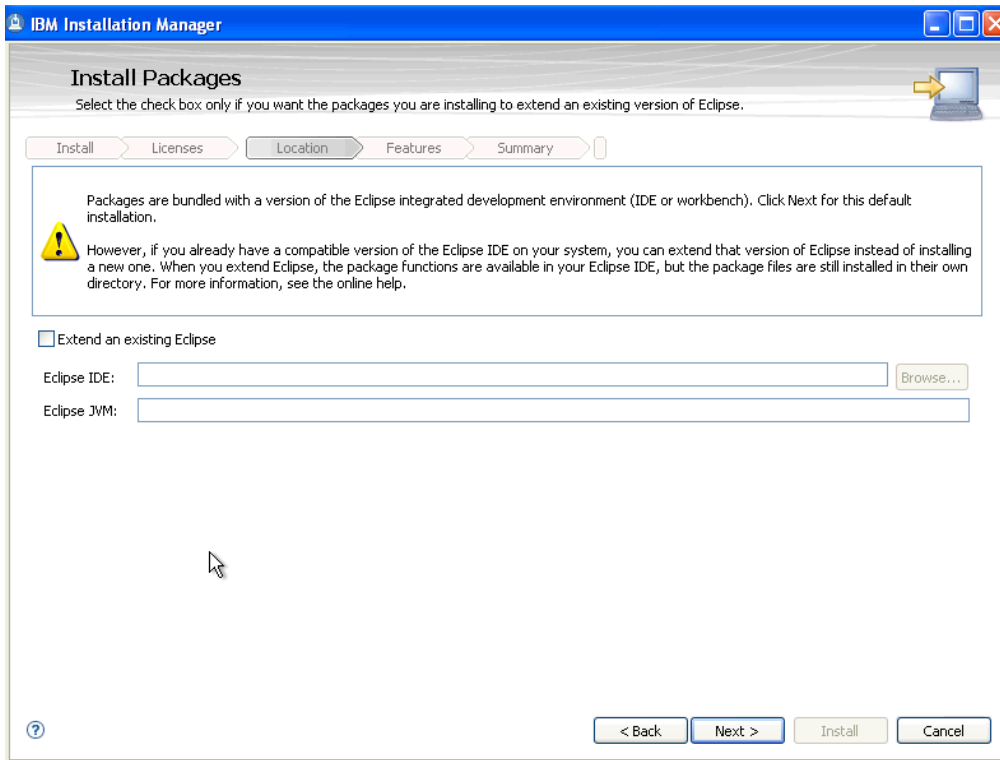 IBM Installation Manager
Install Packages
Select the check box only if you want the packages you are installing to extend an existing version of Eclipse.
Install Licenses Location Features Summary
Packages are bundled with a version of the Eclipse integrated development environment (IDE or workbench). Click Next for this default
installation.
However, if you already have a compatible version of the Eclipse IDE on your system, you can extend that version of Eclipse instead of installing
a new one. When you extend Eclipse, the package functions are available in your Eclipse IDE, but the package files are still installed in their own
directory. For more information, see the online help.
Extend an existing Eclipse
Eclipse IDE: Browse...
Eclipse JVM:
? < Back Next > Install Cancel